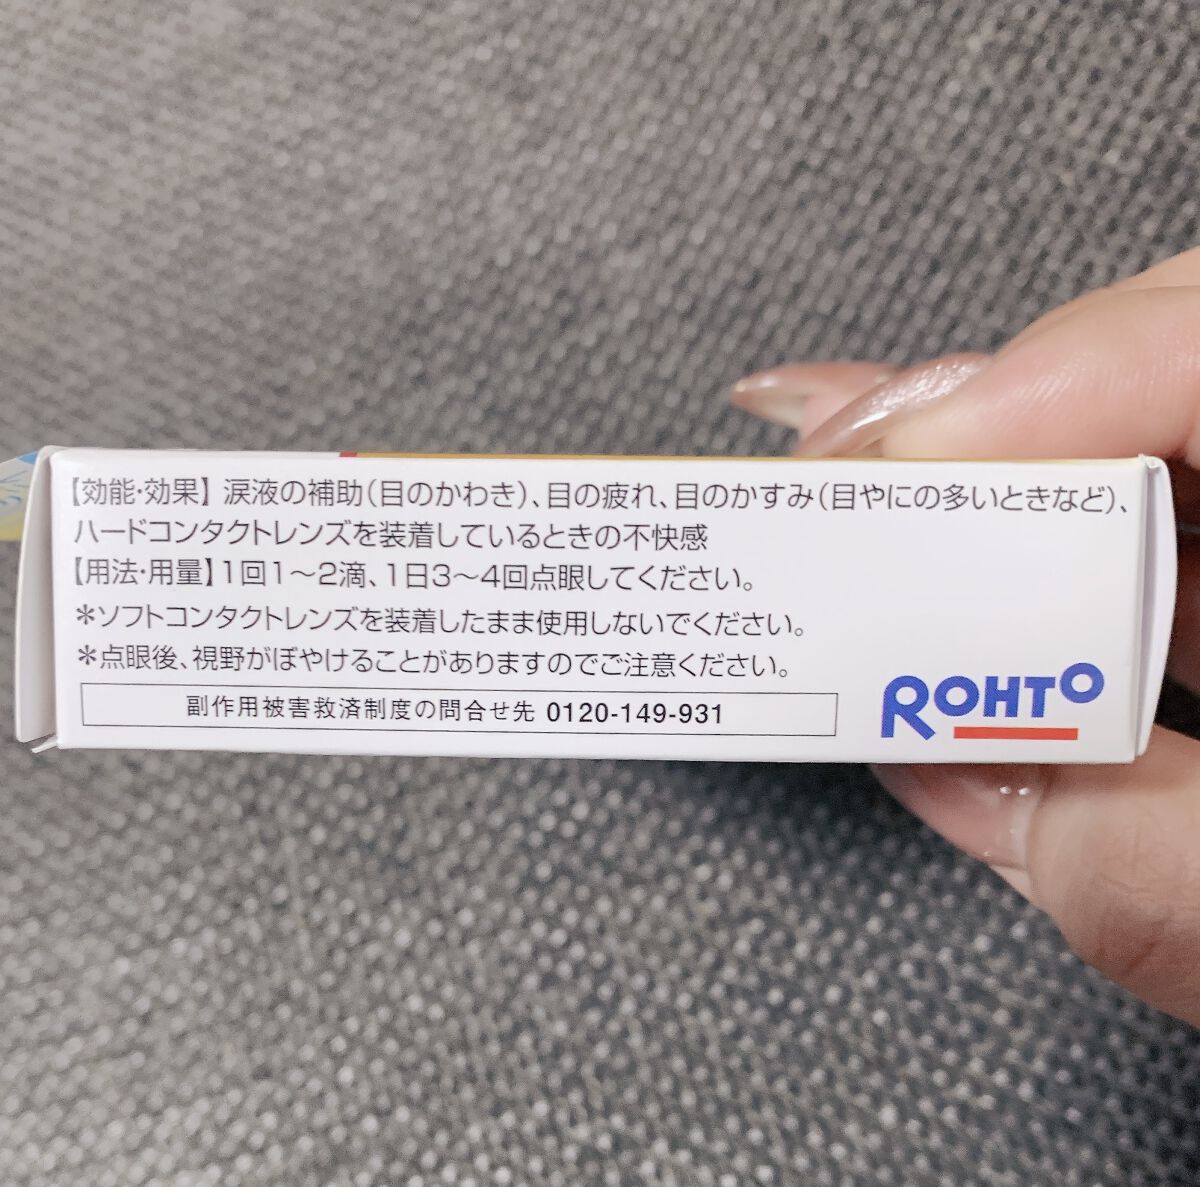 【効能・効果】 涙液の補助(目のかわき)、目の疲れ、目のかすみ(目やにの多いときなど)、
ハードコンタクトレンズを装着しているときの不快感
【用法・用量】1回1～2滴、1日3～4回点眼してください。
＊ソフトコンタクトレンズを装着したまま使用しないでください。
＊点眼後、視野がぼやけることがありますのでご注意ください。
副作用被害救済制度の問合せ先 0120-149-931
ROHTO